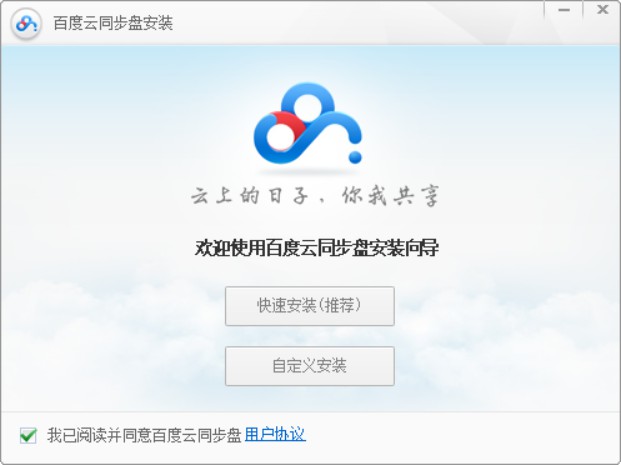 百度云同步盘安装
云上的日子，你我共享
欢迎使用百度云同步盘安装向导
快速安装(推荐)
自定义安装
我已阅读并同意百度云同步盘 用户协议